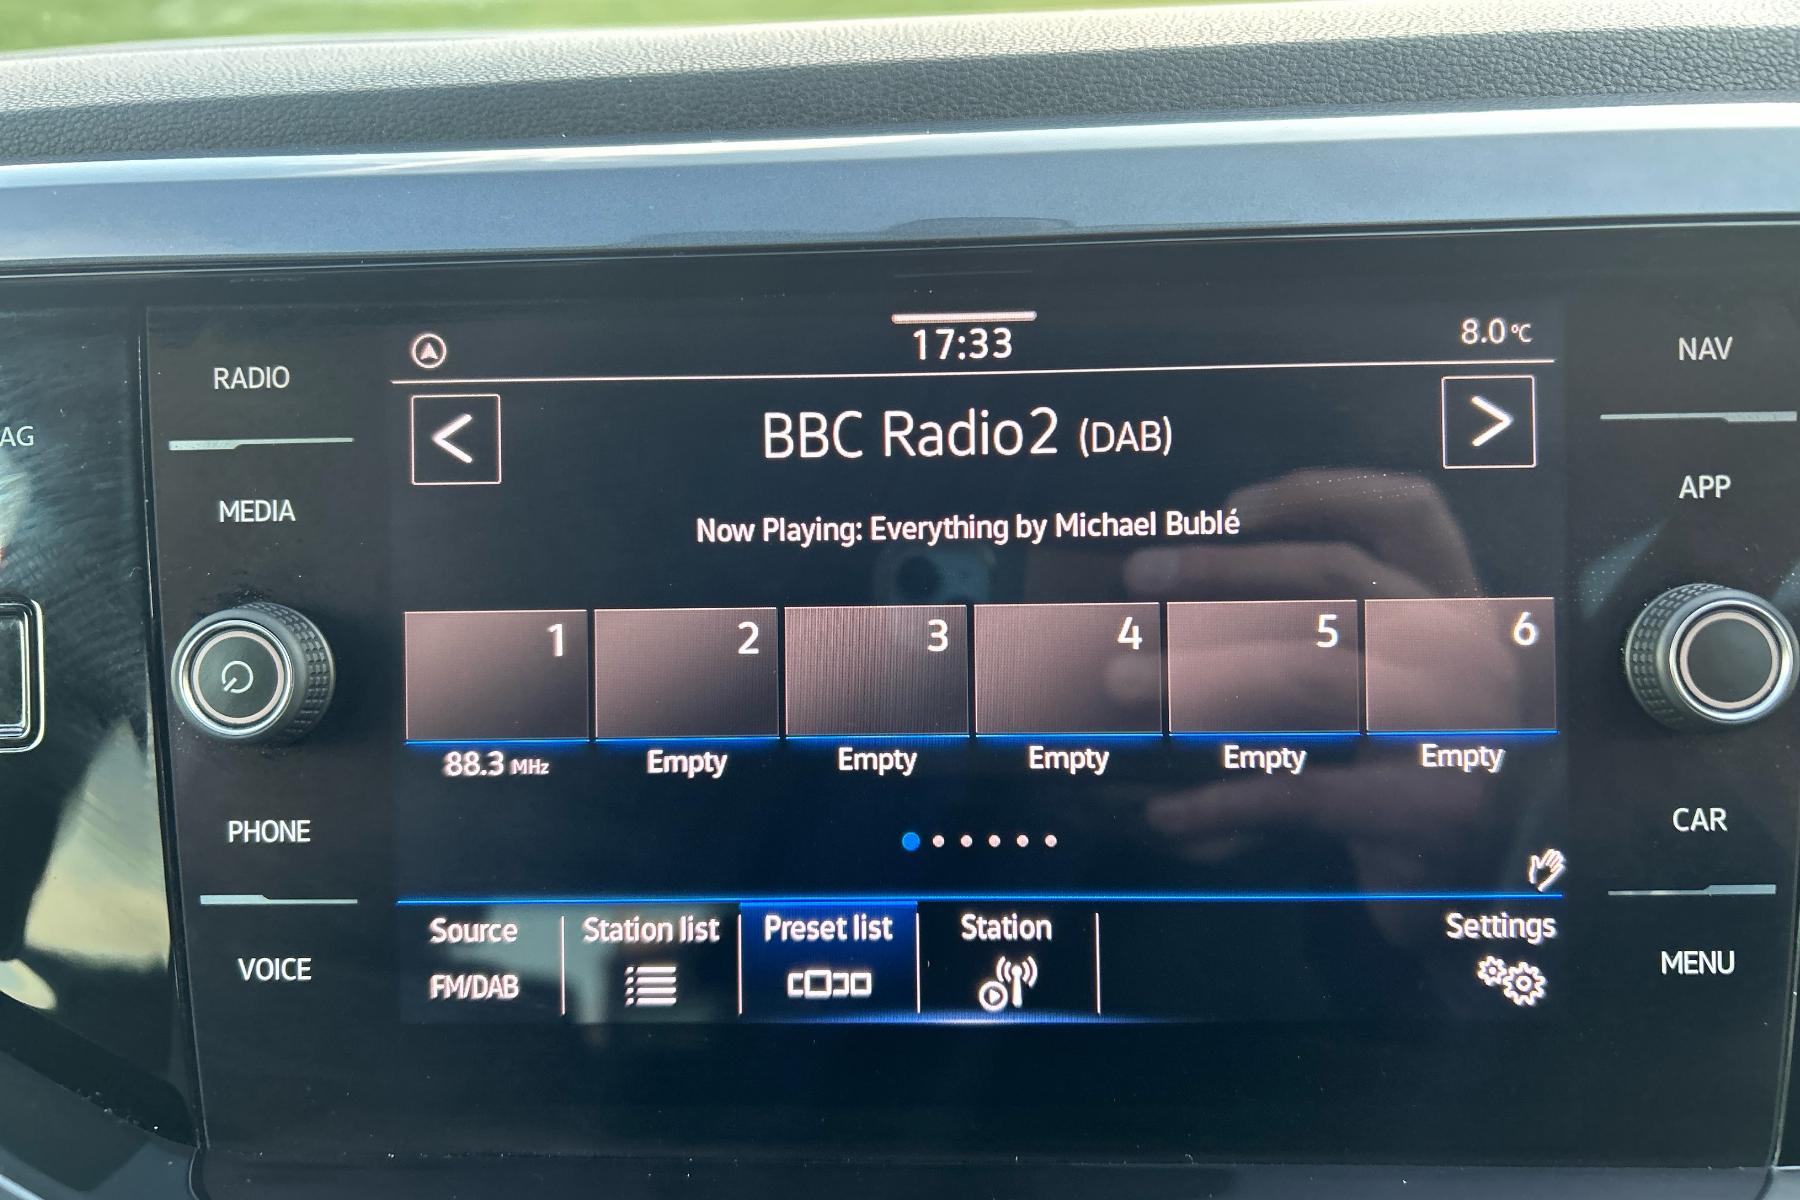 17:33
8.0 °C
RADIO
NAV
AG
< BBC Radio2 (DAB) >
MEDIA
APP
Now Playing: Everything by Michael Bublé
1 2 3 4 5 6
88.3 MHz Empty Empty Empty Empty Empty
PHONE
CAR
Source Station list Preset list Station Settings
FM/DAB
VOICE
MENU